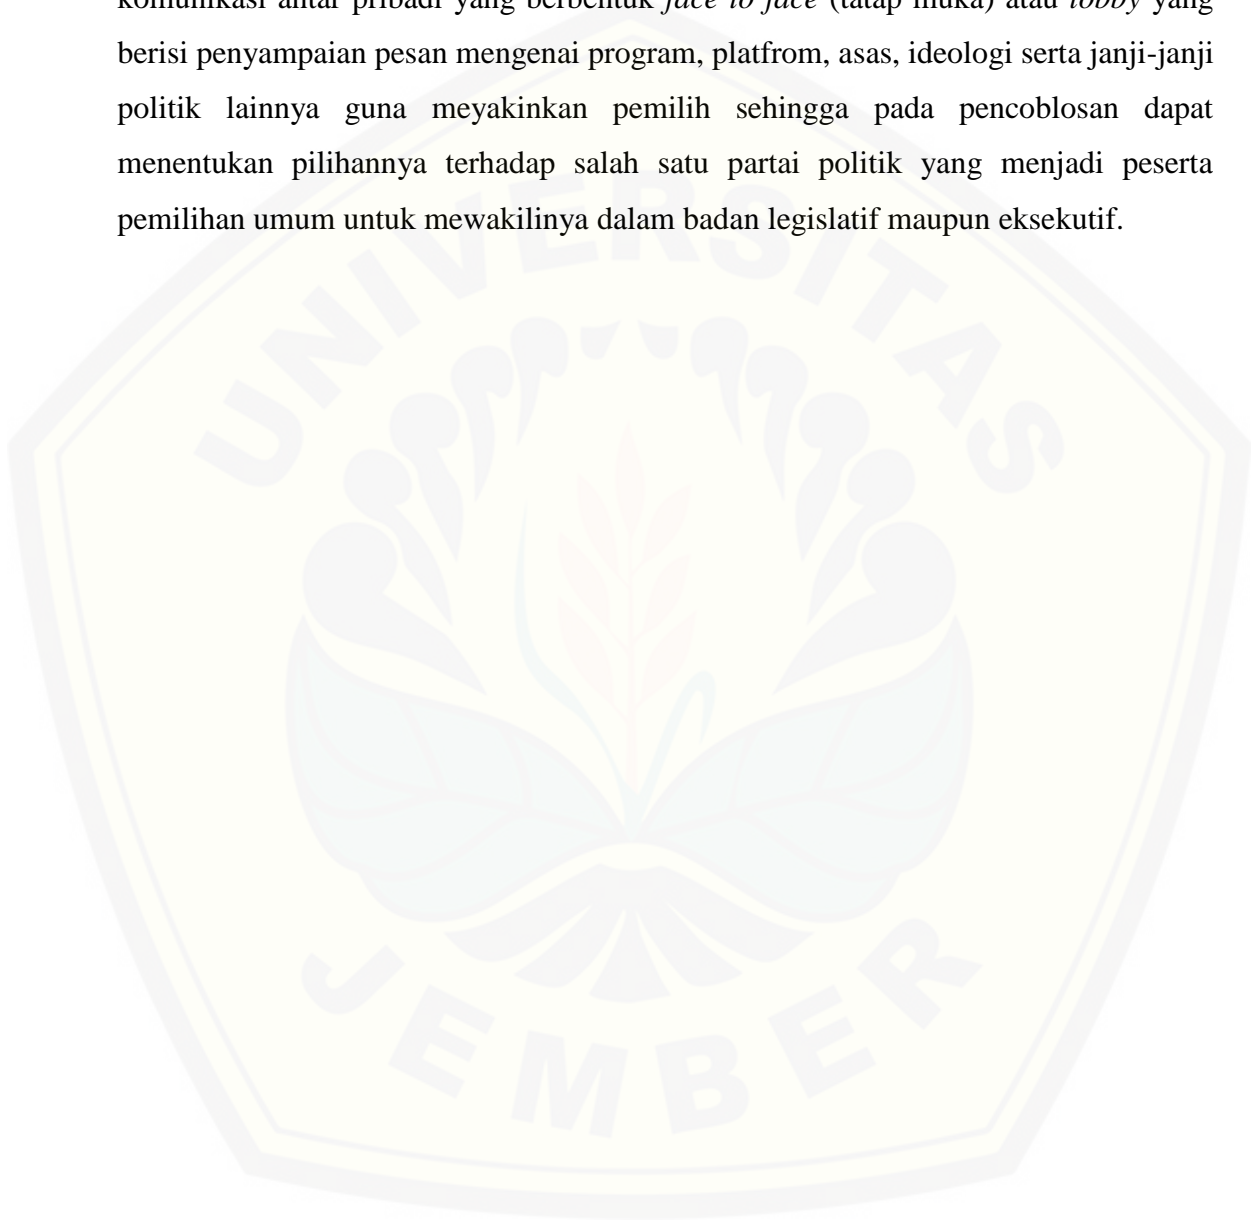 komunikasi antar pribadi yang berbentuk face to face (tatap muka) atau lobby yang
berisi penyampaian pesan mengenai program, platfrom, asas, ideologi serta janji-janji
politik lainnya guna meyakinkan pemilih sehingga pada pencoblosan dapat
menentukan pilihannya terhadap salah satu partai politik yang menjadi peserta
pemilihan umum untuk mewakilinya dalam badan legislatif maupun eksekutif.
UNIVERSITAS
JEMBER